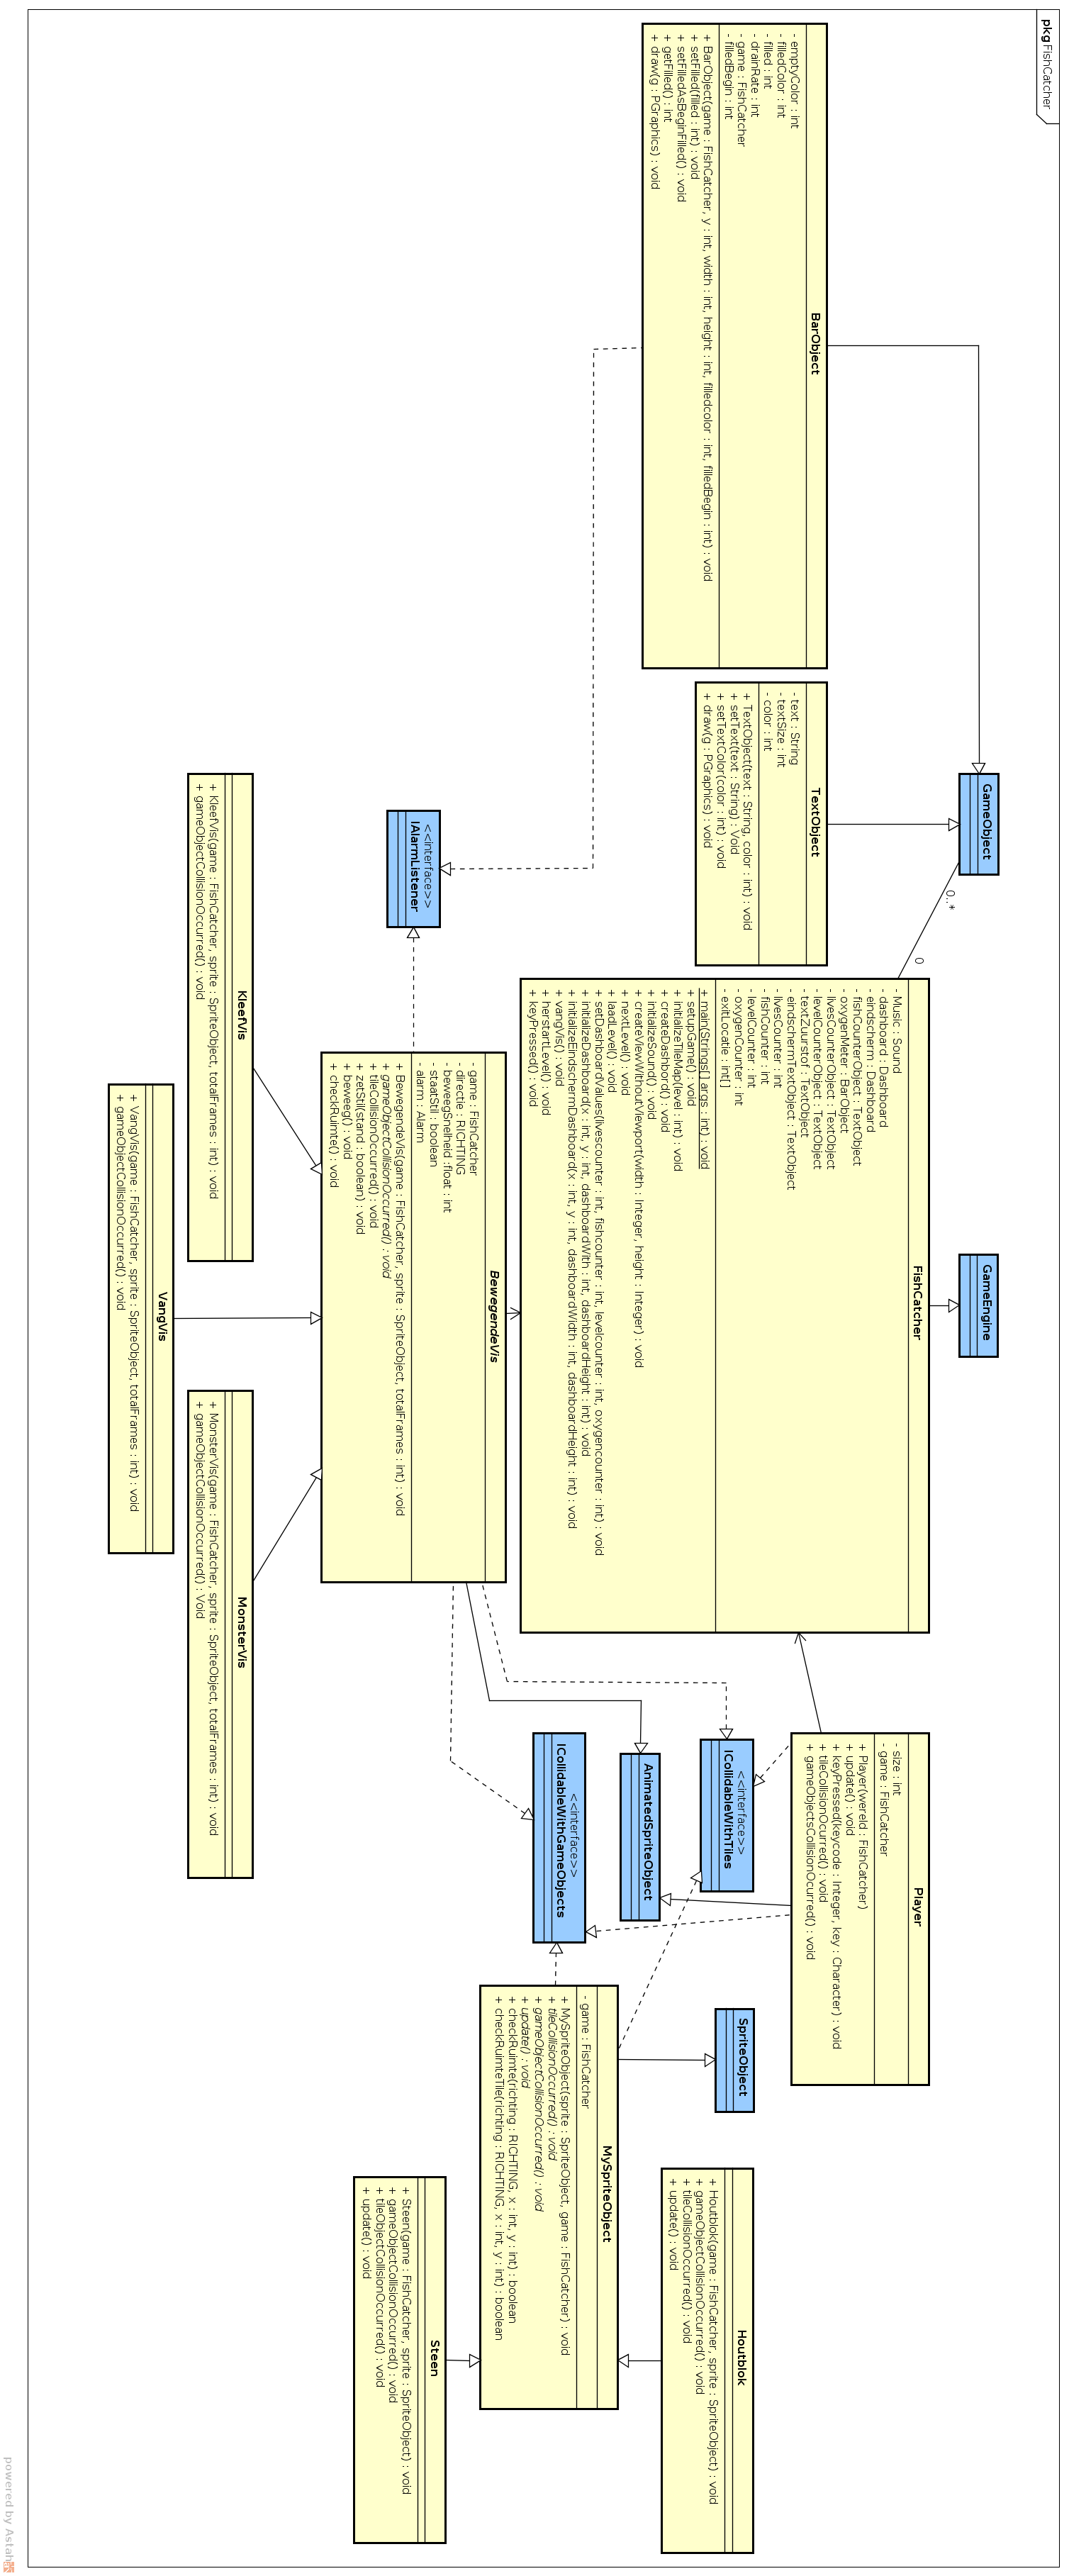 pkg FishCatcher
GameObject
GameEngine
0..*
0
BarObject
- emptyColor : int
- filledColor : int
- filled : int
- drainRate : int
- game : FishCatcher
- filledBegin : int
+ BarObject(game : FishCatcher, y : int, width : int, height : int, filledcolor : int, filledBegin : int) : void
+ setFilled(filled : int) : void
+ setFilledAsBeginFilled() : void
+ getFilled() : int
+ draw(g : PGraphics) : void
TextObject
- text : String
- textSize : int
- color : int
+ TextObject(text : String, color : int) : void
+ setText(text : String) : Void
+ setTextColor(color : int) : void
+ draw(g : PGraphics) : void
FishCatcher
- Music : Sound
- dashboard : Dashboard
- eindscherm : Dashboard
- fishCounterObject : TextObject
- oxygenMeter : BarObject
- livesCounterObject : TextObject
- levelCounterObject : TextObject
- textZuurstof : TextObject
- eindschermTextObject : TextObject
- livesCounter : int
- fishCounter : int
- levelCounter : int
- oxygenCounter : int
- exitLocatie : int[]
+ main(Strings[] args : int) : void
+ setupGame() : void
+ initializeTileMap(level : int) : void
+ createDashbord() : void
+ initializeSound() : void
+ createViewWithoutViewport(width : Integer, height : Integer) : void
+ nextLevel() : void
+ laadLevel() : void
+ setDashboardValues(livescounter : int, fishcounter : int, levelcounter : int, oxygencounter : int) : void
+ initializeDashboard(x : int, y : int, dashboardWith : int, dashboardHeight : int) : void
+ initializeEindschermDashboard(x : int, y : int, dashboardWidth : int, dashboardHeight : int) : void
+ vangVis() : void
+ herstartLevel() : void
+ keyPressed() : void
Player
- size : int
- game : FishCatcher
+ Player(wereld : FishCatcher)
+ update() : void
+ keyPressed(keycode : Integer, key : Character) : void
+ tileCollisionOcurred() : void
+ gameObjectsCollisionOcurred() : void
<<interface>>
ICollidableWithTiles
AnimatedSpriteObject
<<interface>>
ICollidableWithGameObjects
SpriteObject
Houtblok
+ Houtblok(game : FishCatcher, sprite : SpriteObject) : void
+ gameObjectCollisionOccurred() : void
+ tileCollisionOccurred() : void
+ update() : void
MySpriteObject
- game : FishCatcher
+ MySpriteObject(sprite : SpriteObject, game : FishCatcher) : void
+ tileCollisionOccurred() : void
+ gameObjectCollisionOccurred() : void
+ update() : void
+ checkRuimte(richting : RICHTING, x : int, y : int) : boolean
+ checkRuimteTile(richting : RICHTING, x : int, y : int) : boolean
Steen
+ Steen(game : FishCatcher, sprite : SpriteObject) : void
+ gameObjectCollisionOccurred() : void
+ tileObjectCollisionOccurred() : void
+ update() : void
<<interface>>
IAlarmListener
BewegendeVis
- game : FishCatcher
- directie : RICHTING
- beweegSnelheid :float : int
- staatStil : boolean
- alarm : Alarm
+ BewegendeVis(game : FishCatcher, sprite : SpriteObject, totalFrames : int) : void
+ gameObjectCollisionOccurred() : void
+ tileCollisionOccurred() : void
+ zetStil(stand : boolean) : void
+ beweeg() : void
+ checkRuimte() : void
KleefVis
+ KleefVis(game : FishCatcher, sprite : SpriteObject, totalFrames : int) : void
+ gameObjectCollisionOccurred() : void
VangVis
+ VangVis(game : FishCatcher, sprite : SpriteObject, totalFrames : int) : void
+ gameObjectCollisionOccurred() : void
MonsterVis
+ MonsterVis(game : FishCatcher, sprite : SpriteObject, totalFrames : int) : void
+ gameObjectCollisionOccurred() : Void
powered by Astah